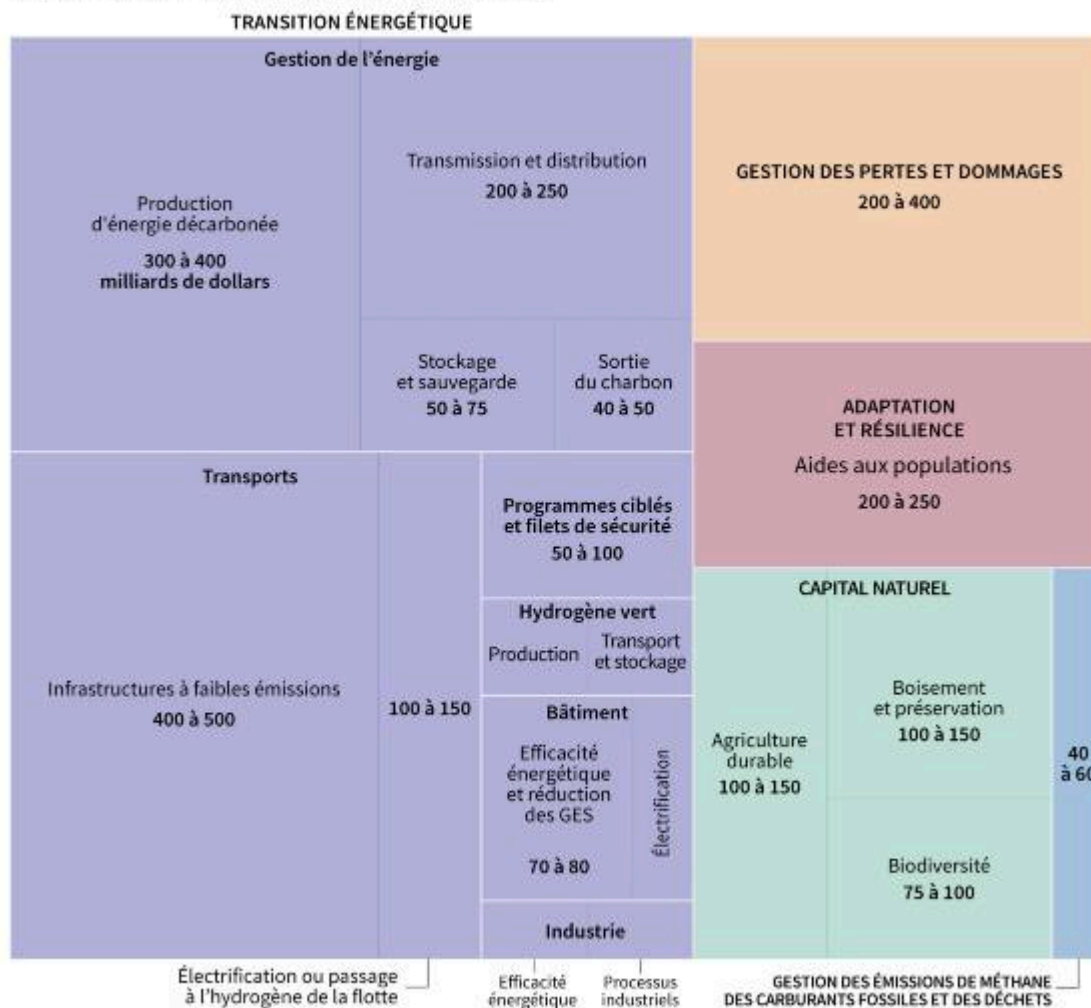 TRANSITION ÉNERGÉTIQUE
Gestion de l'énergie
Production
d'énergie décarbonée
300 à 400
milliards de dollars
Transmission et distribution
200 à 250
Stockage
et sauvegarde
50 à 75
Sortie
du charbon
40 à 50
GESTION DES PERTES ET DOMMAGES
200 à 400
ADAPTATION
ET RÉSILIENCE
Aides aux populations
200 à 250
Transports
Infrastructures à faibles émissions
400 à 500
100 à 150
Électrification ou passage
à l'hydrogène de la flotte
Programmes ciblés
et filets de sécurité
50 à 100
Hydrogène vert
Production
Transport
et stockage
Bâtiment
Efficacité
énergétique
et réduction
des GES
70 à 80
Électrification
Industrie
Efficacité
énergétique
Processus
industriels
CAPITAL NATUREL
Agriculture
durable
100 à 150
Boisement
et préservation
100 à 150
Biodiversité
75 à 100
40
à 60
GESTION DES ÉMISSIONS DE MÉTHANE
DES CARBURANTS FOSSILES ET DES DÉCHETS